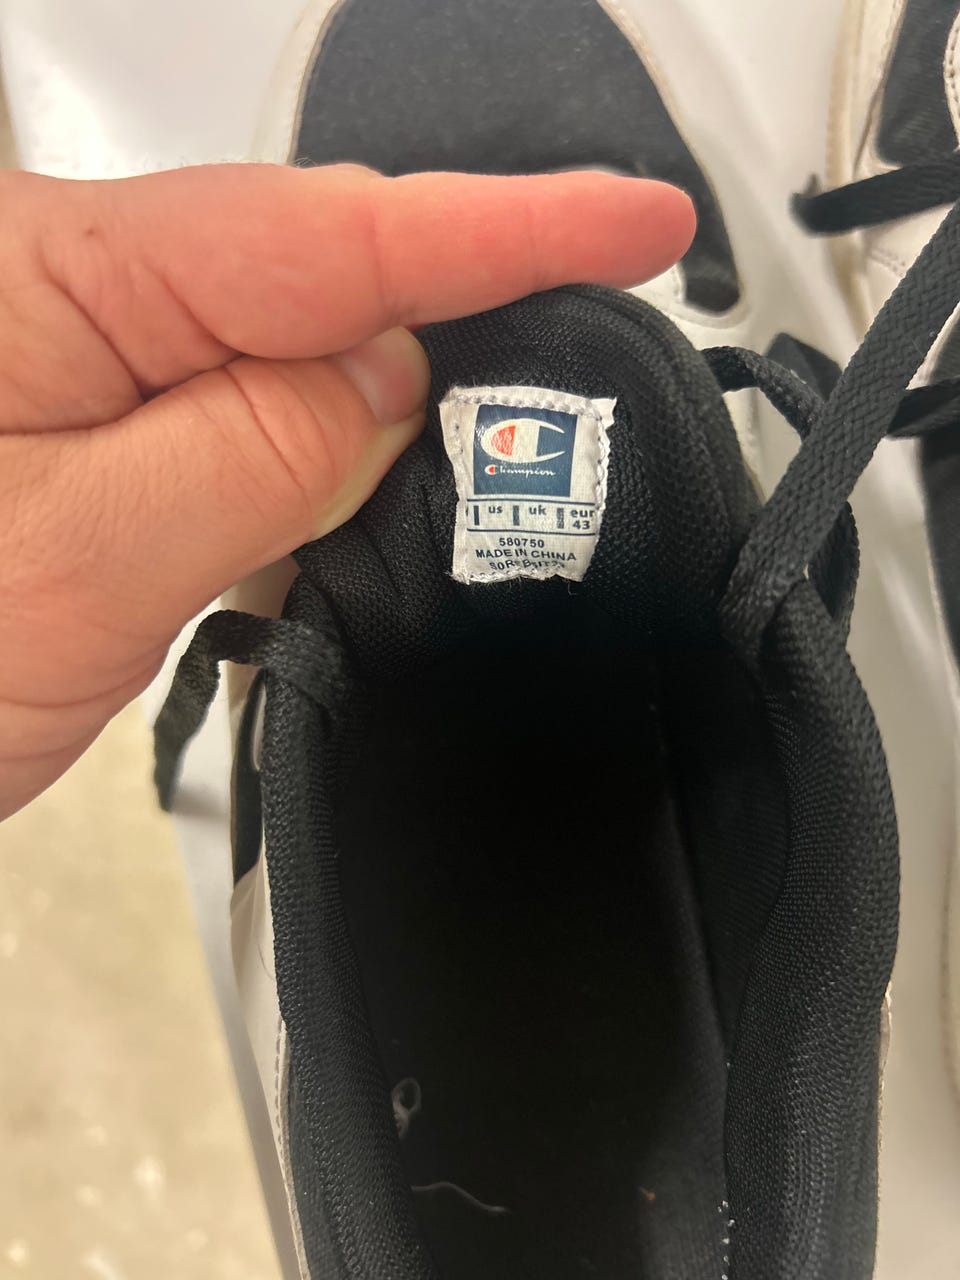 Champion
us uk eur
43
580750
MADE IN CHINA